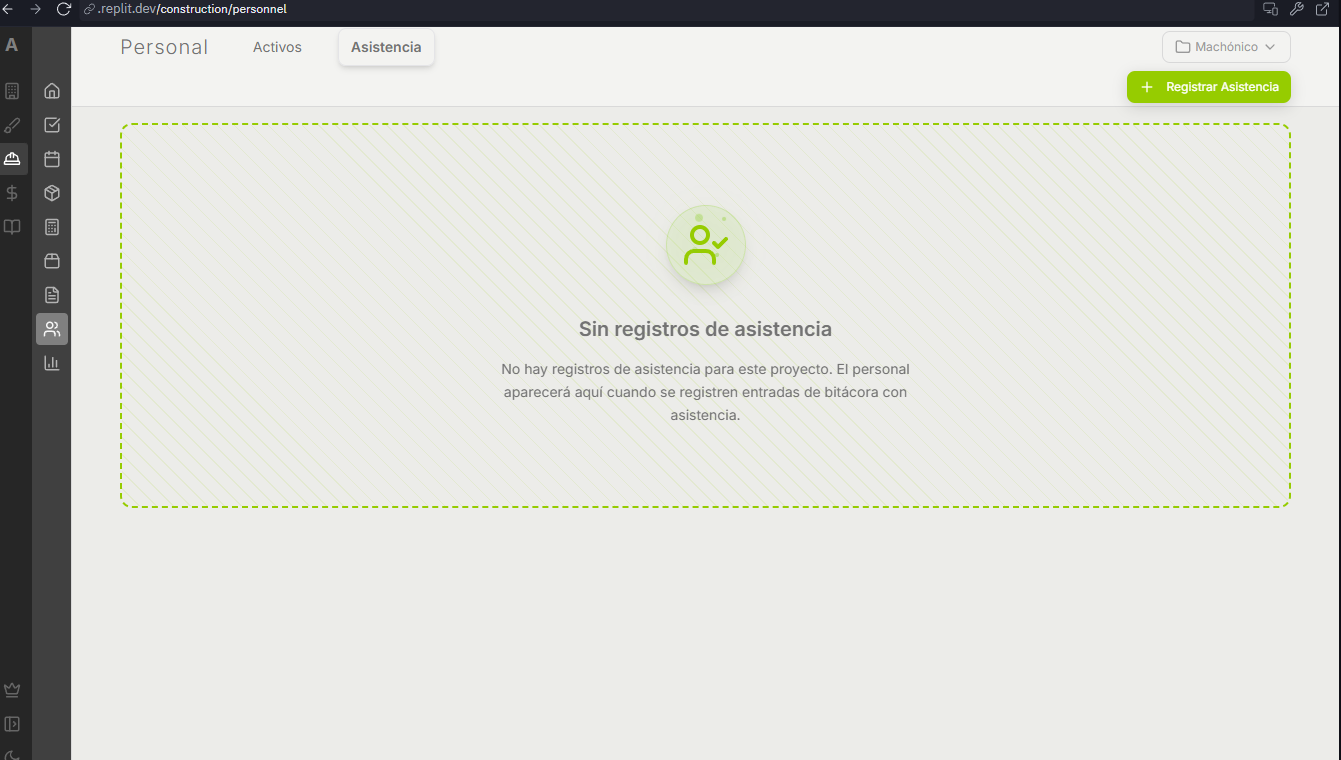 .replit.dev/construction/personnel
A
Personal
Activos
Asistencia
Machónico
Registrar Asistencia
Sin registros de asistencia
No hay registros de asistencia para este proyecto. El personal
aparecerá aquí cuando se registren entradas de bitácora con
asistencia.